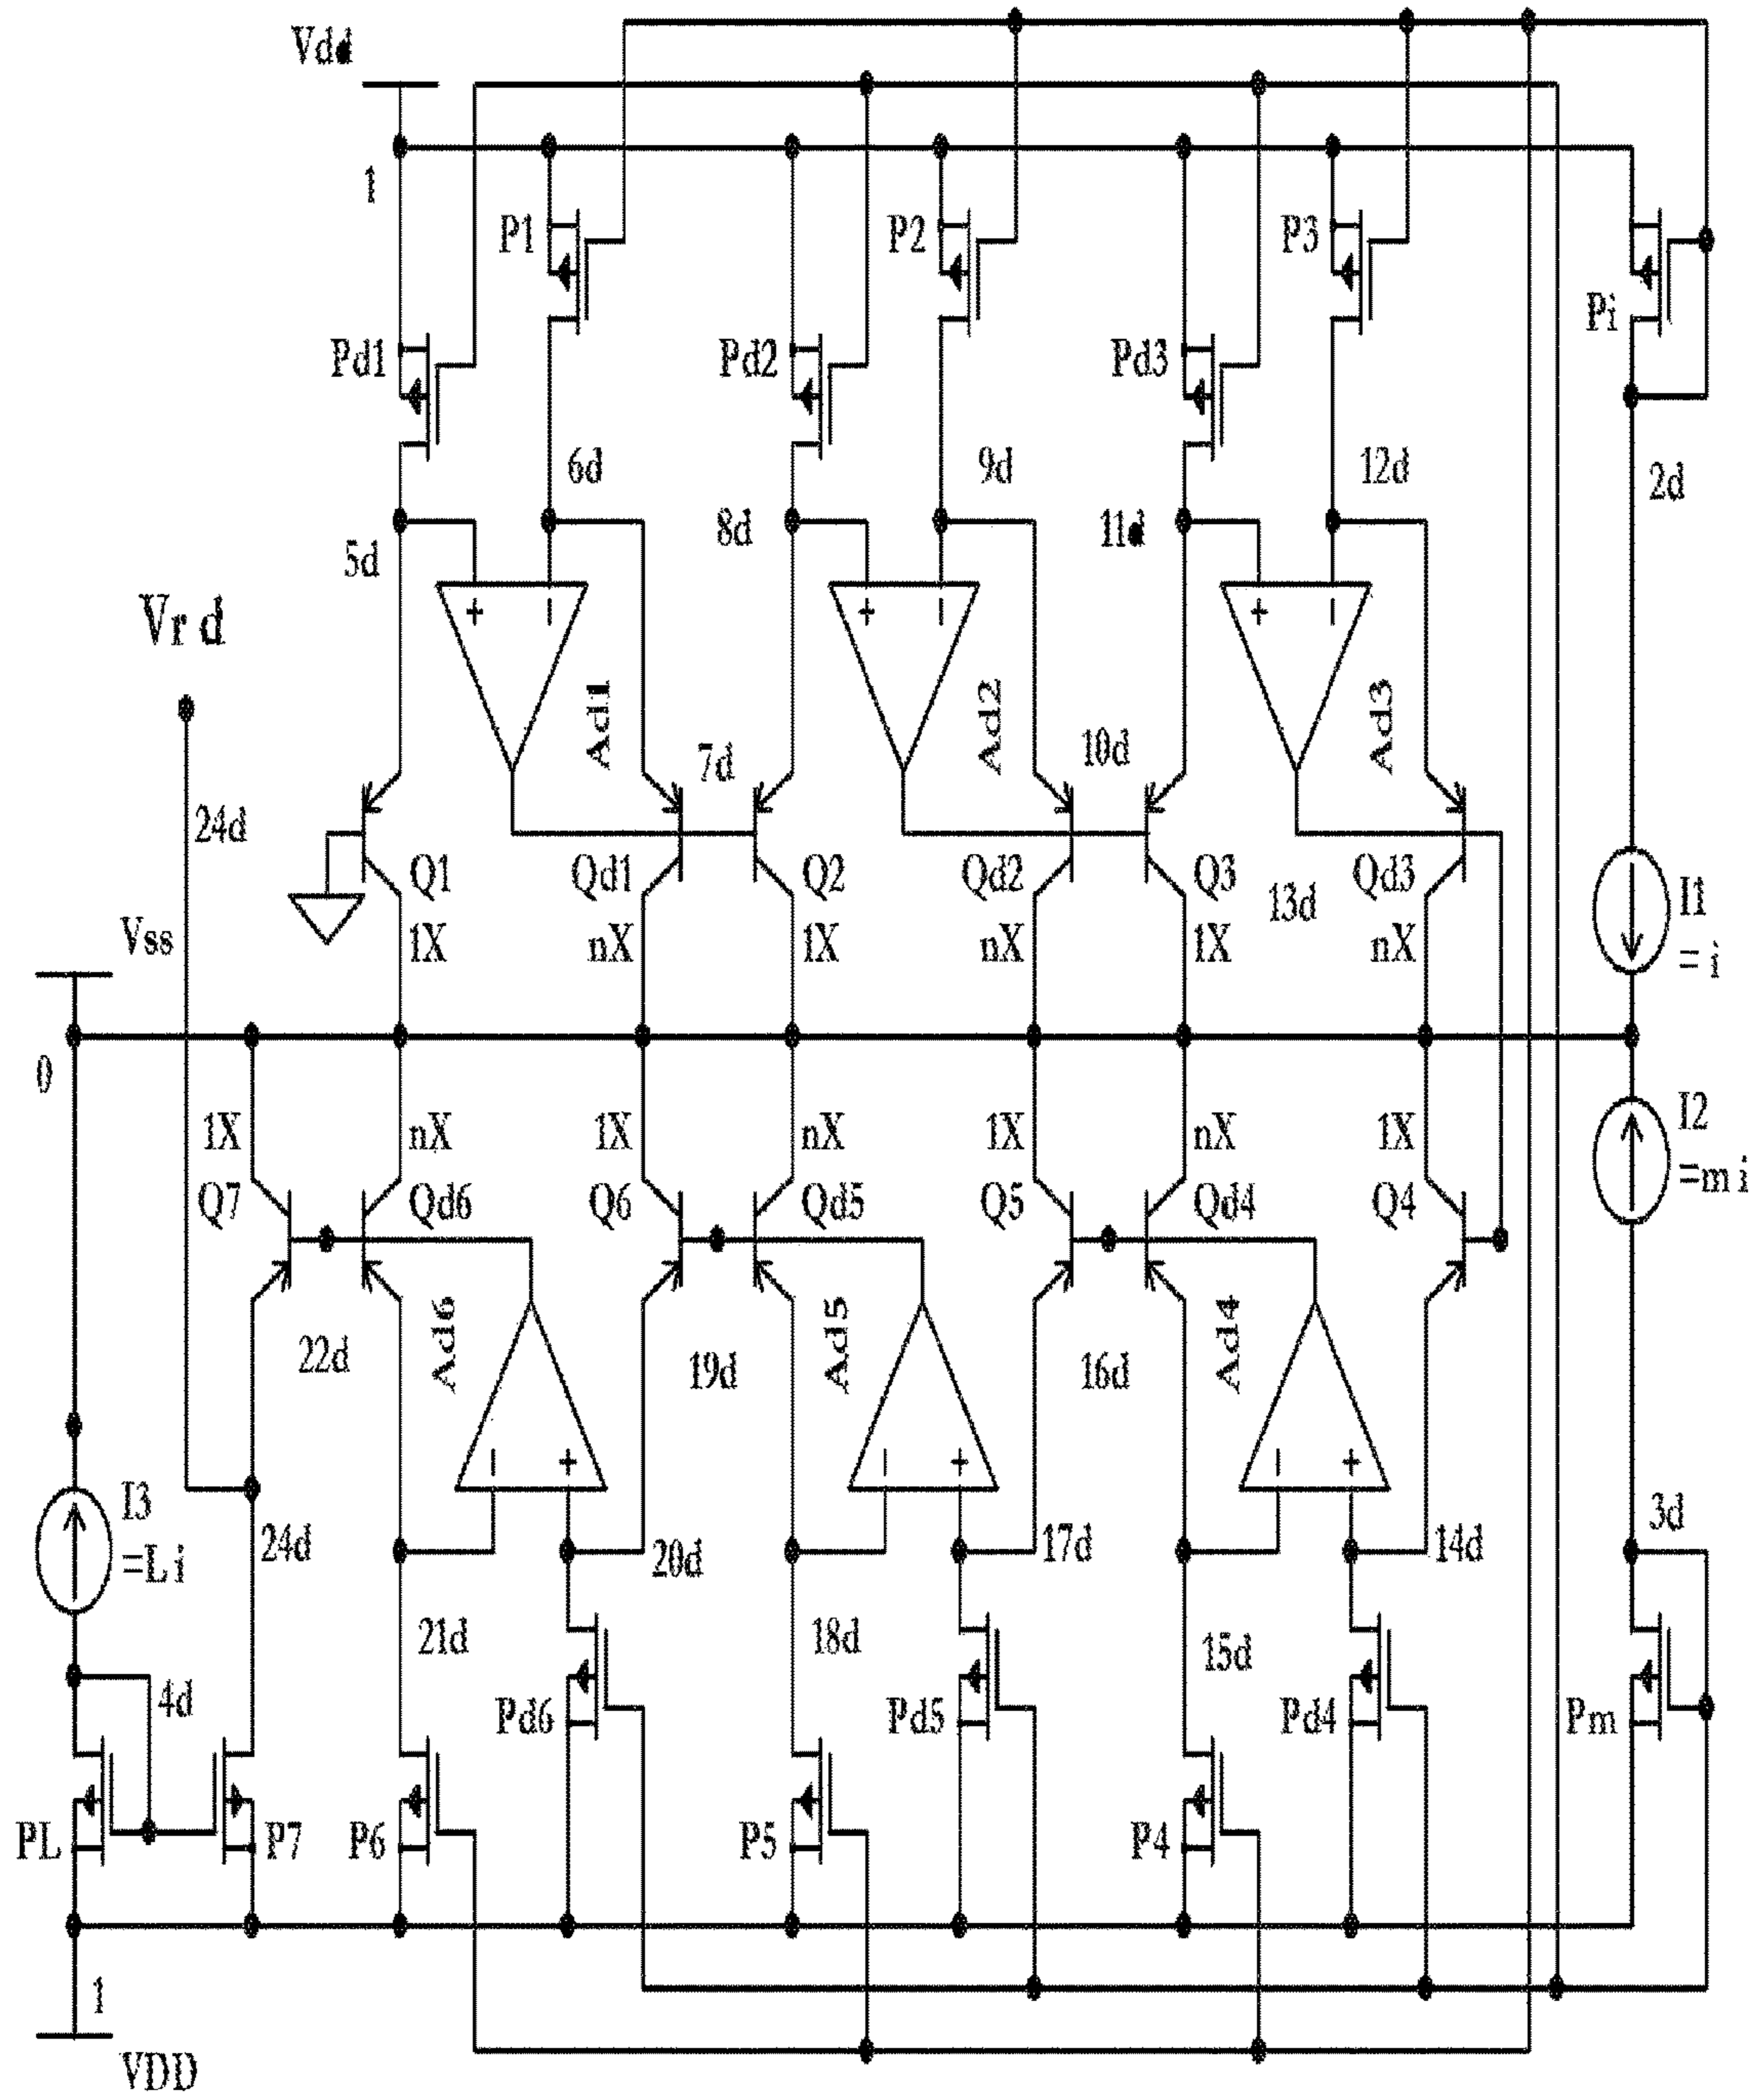 Vdd
1
P1
P2
P3
Pi
Pd1
Pd2
Pd3
6d
9d
12d
2d
5d
8d
11d
Vr d
+ −
+ −
+ −
Ad1
Ad2
Ad3
7d
10d
24d
Q1
Qd1
Q2
Qd2
Q3
13d
Qd3
I1
= i
Vss
1X
nX
1X
nX
1X
nX
0
1X
nX
1X
nX
1X
nX
1X
I2
=m i
Q7
Qd6
Q6
Qd5
Q5
Qd4
Q4
22d
Ad6
19d
Ad5
16d
Ad4
− +
− +
− +
I3
=L i
24d
20d
17d
14d
3d
21d
18d
15d
4d
Pd6
Pd5
Pd4
Pm
PL
P7
P6
P5
P4
1
VDD